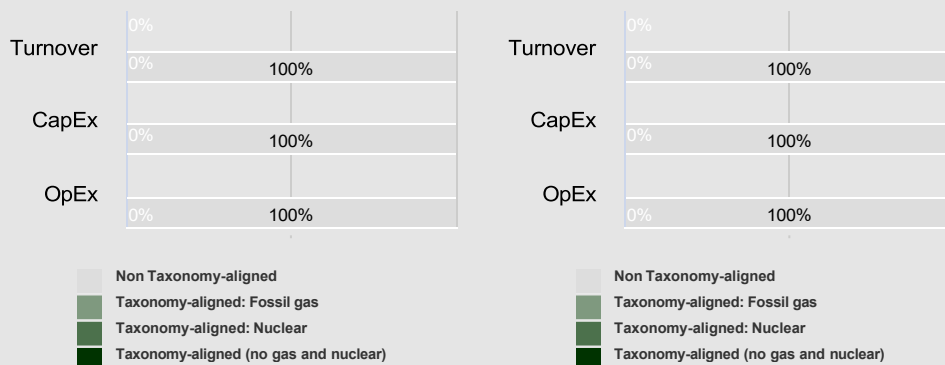 0%
Turnover
0%
100%
CapEx
0%
100%
OpEx
0%
100%
Non Taxonomy-aligned
Taxonomy-aligned: Fossil gas
Taxonomy-aligned: Nuclear
Taxonomy-aligned (no gas and nuclear)
0%
Turnover
0%
100%
CapEx
0%
100%
OpEx
0%
100%
Non Taxonomy-aligned
Taxonomy-aligned: Fossil gas
Taxonomy-aligned: Nuclear
Taxonomy-aligned (no gas and nuclear)